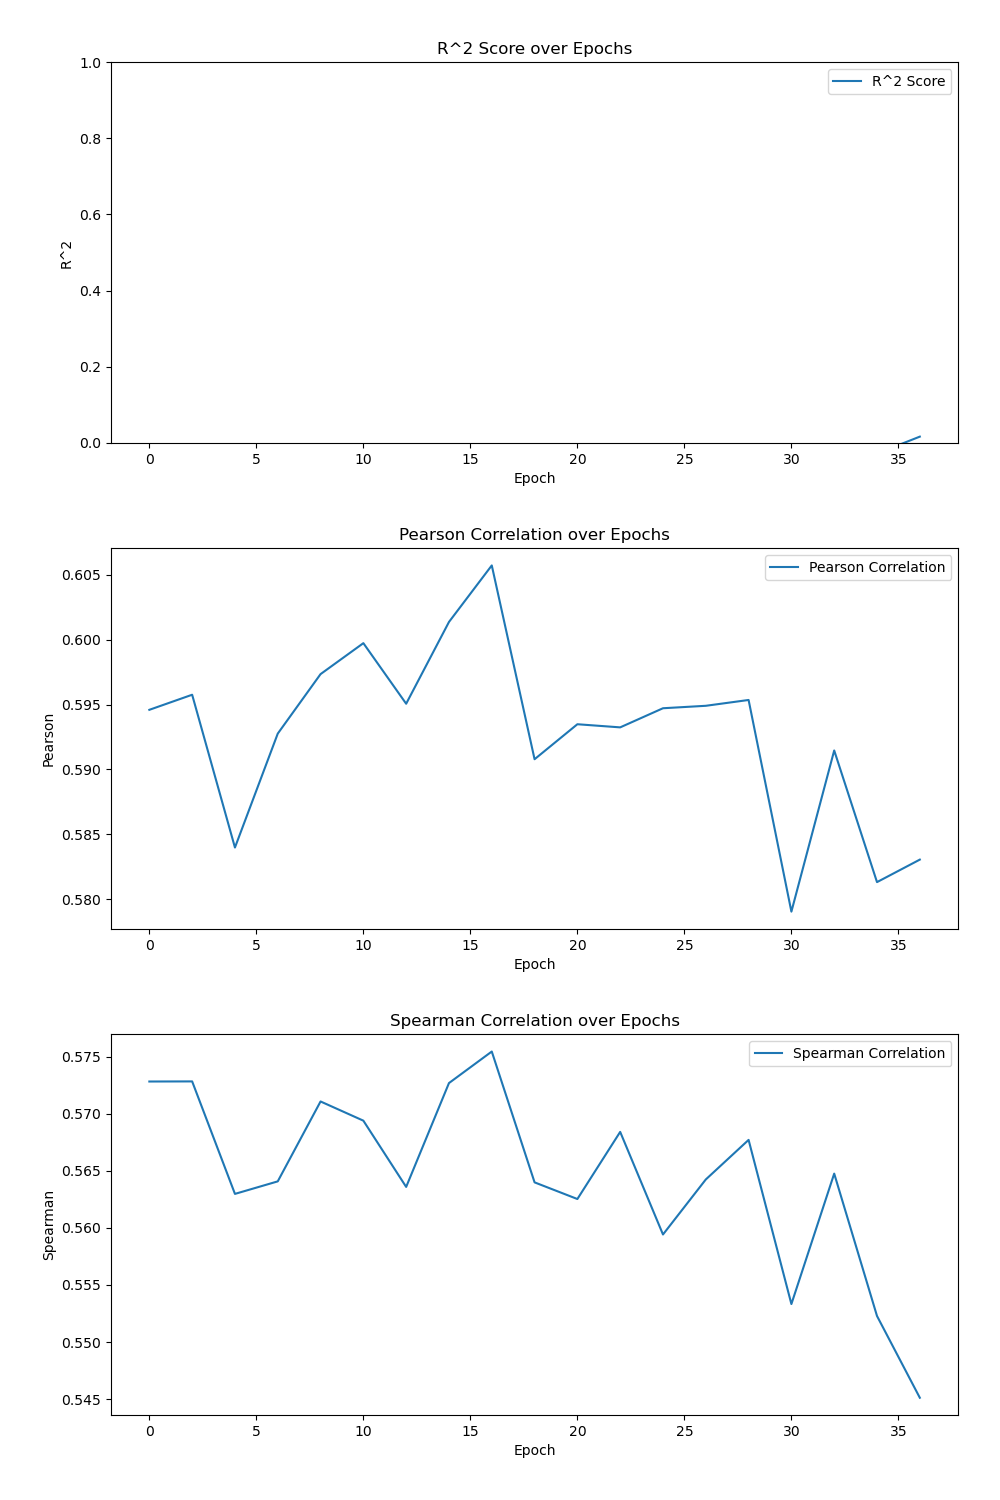 R^2 Score over Epochs
1.0
R^2 Score
0.8
0.6
R^2
0.4
0.2
0.0
0 5 10 15 20 25 30 35
Epoch
Pearson Correlation over Epochs
0.605
Pearson Correlation
0.600
0.595
Pearson
0.590
0.585
0.580
0 5 10 15 20 25 30 35
Epoch
Spearman Correlation over Epochs
0.575
Spearman Correlation
0.570
0.565
Spearman
0.560
0.555
0.550
0.545
0 5 10 15 20 25 30 35
Epoch